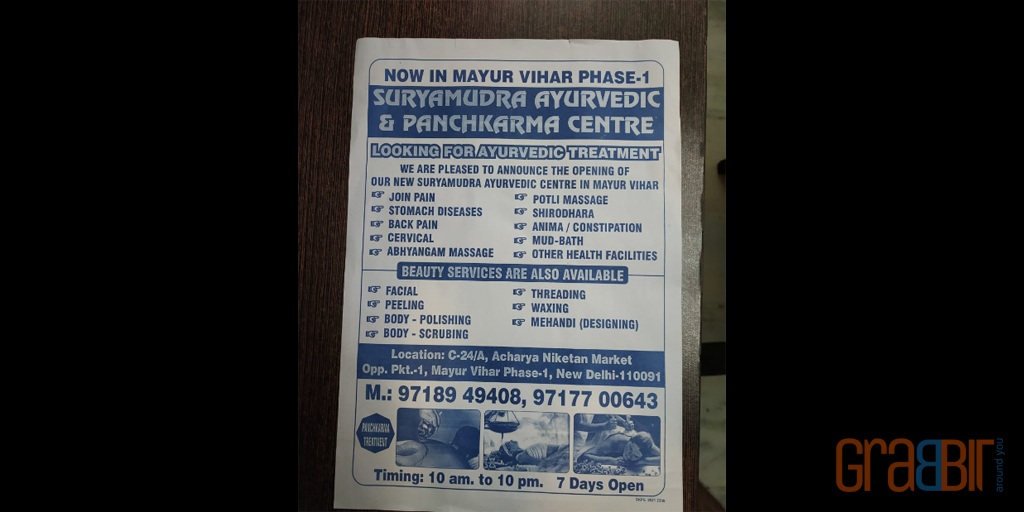 NOW IN MAYUR VIHAR PHASE-1
SURYAMUDRA AYURVEDIC
& PANCHKARMA CENTRE
LOOKING FOR AYURVEDIC TREATMENT
WE ARE PLEASED TO ANNOUNCE THE OPENING OF
OUR NEW SURYAMUDRA AYURVEDIC CENTRE IN MAYUR VIHAR
JOIN PAIN
STOMACH DISEASES
BACK PAIN
CERVICAL
ABHYANGAM MASSAGE
POTLI MASSAGE
SHIRODHARA
ANIMA / CONSTIPATION
MUD-BATH
OTHER HEALTH FACILITIES
BEAUTY SERVICES ARE ALSO AVAILABLE
FACIAL
PEELING
BODY - POLISHING
BODY - SCRUBING
THREADING
WAXING
MEHANDI (DESIGNING)
Location: C-24/A, Acharya Niketan Market
Opp. Pkt.-1, Mayur Vihar Phase-1, New Delhi-110091
M.: 97189 49408, 97177 00643
PANCHKARMA
TREATMENT
Timing: 10 am. to 10 pm. 7 Days Open
GRABBIT
around you